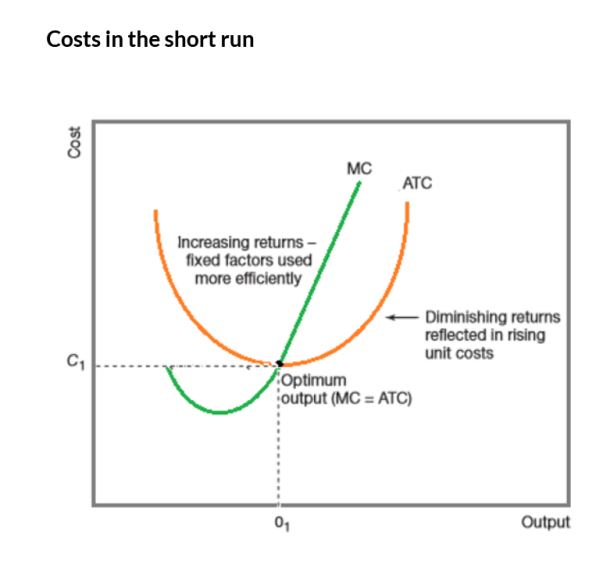 Costs in the short run
Cost
MC
ATC
Increasing returns –
fixed factors used
more efficiently
Diminishing returns
reflected in rising
unit costs
C1
Optimum
output (MC = ATC)
O1
Output